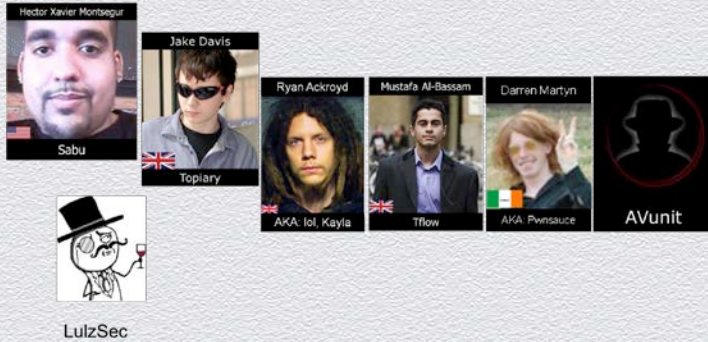 Hector Xavier Montsegur
Sabu
Jake Davis
Topiary
Ryan Ackroyd
AKA: lol, Kayla
Mustafa Al-Bassam
Tflow
Darren Martyn
AKA: Pwnsauce
AVunit
LulzSec